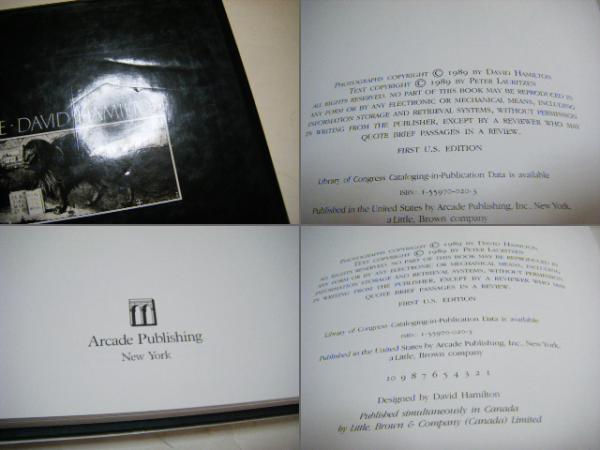 E · DAVID HAMILTON
PHOTOGRAPHS COPYRIGHT © 1989 BY DAVID HAMILTON
TEXT COPYRIGHT © 1989 BY PETER LAURITZEN
ALL RIGHTS RESERVED. NO PART OF THIS BOOK MAY BE REPRODUCED IN
ANY FORM OR BY ANY ELECTRONIC OR MECHANICAL MEANS, INCLUDING
INFORMATION STORAGE AND RETRIEVAL SYSTEMS, WITHOUT PERMISSION
IN WRITING FROM THE PUBLISHER, EXCEPT BY A REVIEWER WHO MAY
QUOTE BRIEF PASSAGES IN A REVIEW.
FIRST U.S. EDITION
Library of Congress Cataloging-in-Publication Data is available
ISBN: 1-55970-020-3
Published in the United States by Arcade Publishing, Inc., New York,
a Little, Brown company
Arcade Publishing
New York
PHOTOGRAPHS COPYRIGHT © 1989 BY DAVID HAMILTON
TEXT COPYRIGHT © 1989 BY PETER LAURITZEN
ALL RIGHTS RESERVED. NO PART OF THIS BOOK MAY BE REPRODUCED IN
ANY FORM OR BY ANY ELECTRONIC OR MECHANICAL MEANS, INCLUDING
INFORMATION STORAGE AND RETRIEVAL SYSTEMS, WITHOUT PERMISSION
IN WRITING FROM THE PUBLISHER, EXCEPT BY A REVIEWER WHO MAY
QUOTE BRIEF PASSAGES IN A REVIEW.
FIRST U.S. EDITION
Library of Congress Cataloging-in-Publication Data is available
ISBN: 1-55970-020-3
Published in the United States by Arcade Publishing, Inc., New York,
a Little, Brown company
10 9 8 7 6 5 4 3 2 1
Designed by David Hamilton
Published simultaneously in Canada
by Little, Brown & Company (Canada) Limited